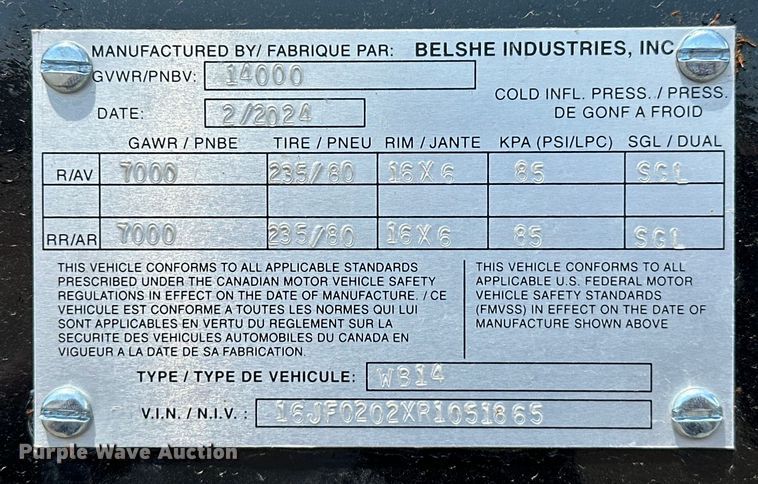 MANUFACTURED BY/ FABRIQUE PAR: BELSHE INDUSTRIES, INC
GVWR/PNBV: 14000
COLD INFL. PRESS. / PRESS.
DE GONF A FROID
DATE: 2/2024
GAWR / PNBE TIRE / PNEU RIM / JANTE KPA (PSI/LPC) SGL / DUAL
R/AV 7000 235/80 16X6 85 SGL
RR/AR 7000 235/80 16X6 85 SGL
THIS VEHICLE CONFORMS TO ALL APPLICABLE STANDARDS
PRESCRIBED UNDER THE CANADIAN MOTOR VEHICLE SAFETY
REGULATIONS IN EFFECT ON THE DATE OF MANUFACTURE. / CE
VEHICULE EST CONFORME A TOUTES LES NORMES QUI LUI
SONT APPLICABLES EN VERTU DU REGLEMENT SUR LA
SECURITE DES VEHICULES AUTOMOBILES DU CANADA EN
VIGUEUR A LA DATE DE SA FABRICATION.
THIS VEHICLE CONFORMS TO ALL
APPLICABLE U.S. FEDERAL MOTOR
VEHICLE SAFETY STANDARDS
(FMVSS) IN EFFECT ON THE DATE OF
MANUFACTURE SHOWN ABOVE
TYPE / TYPE DE VEHICULE: WB14
V.I.N. / N.I.V. : 16JF0202XR1051865
Purple Wave Auction